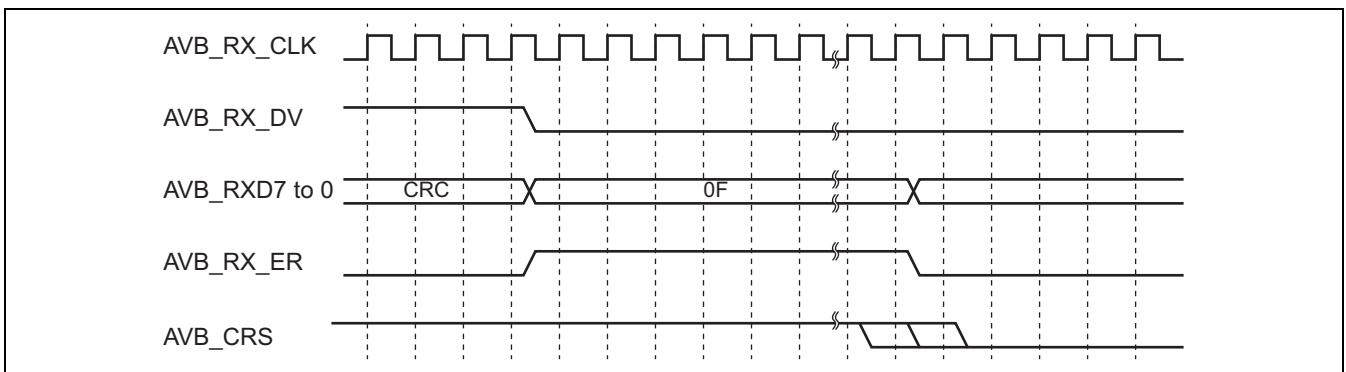 AVB_RX_CLK
AVB_RX_DV
AVB_RXD7 to 0 CRC 0F
AVB_RX_ER
AVB_CRS